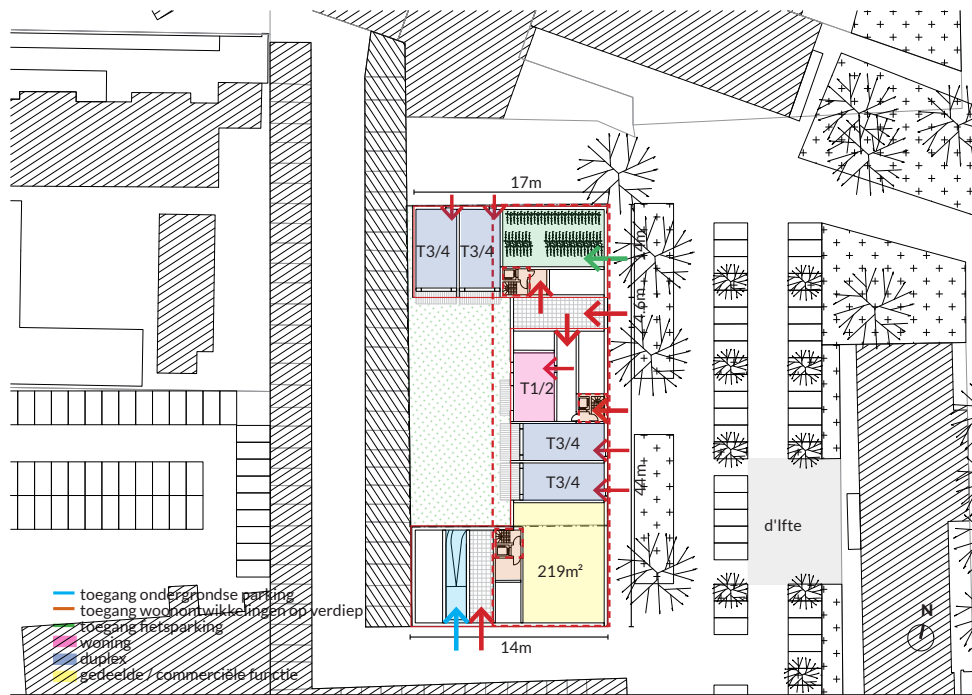 17m
T3/4
T3/4
4,6m
T1/2
T3/4
T3/4
44m
d'Ifte
219m²
toegang ondergrondse parking
toegang woonontwikkelingen op verdiep
toegang fietsparking
woning
duplex
gedeelde / commerciële functie
N
14m